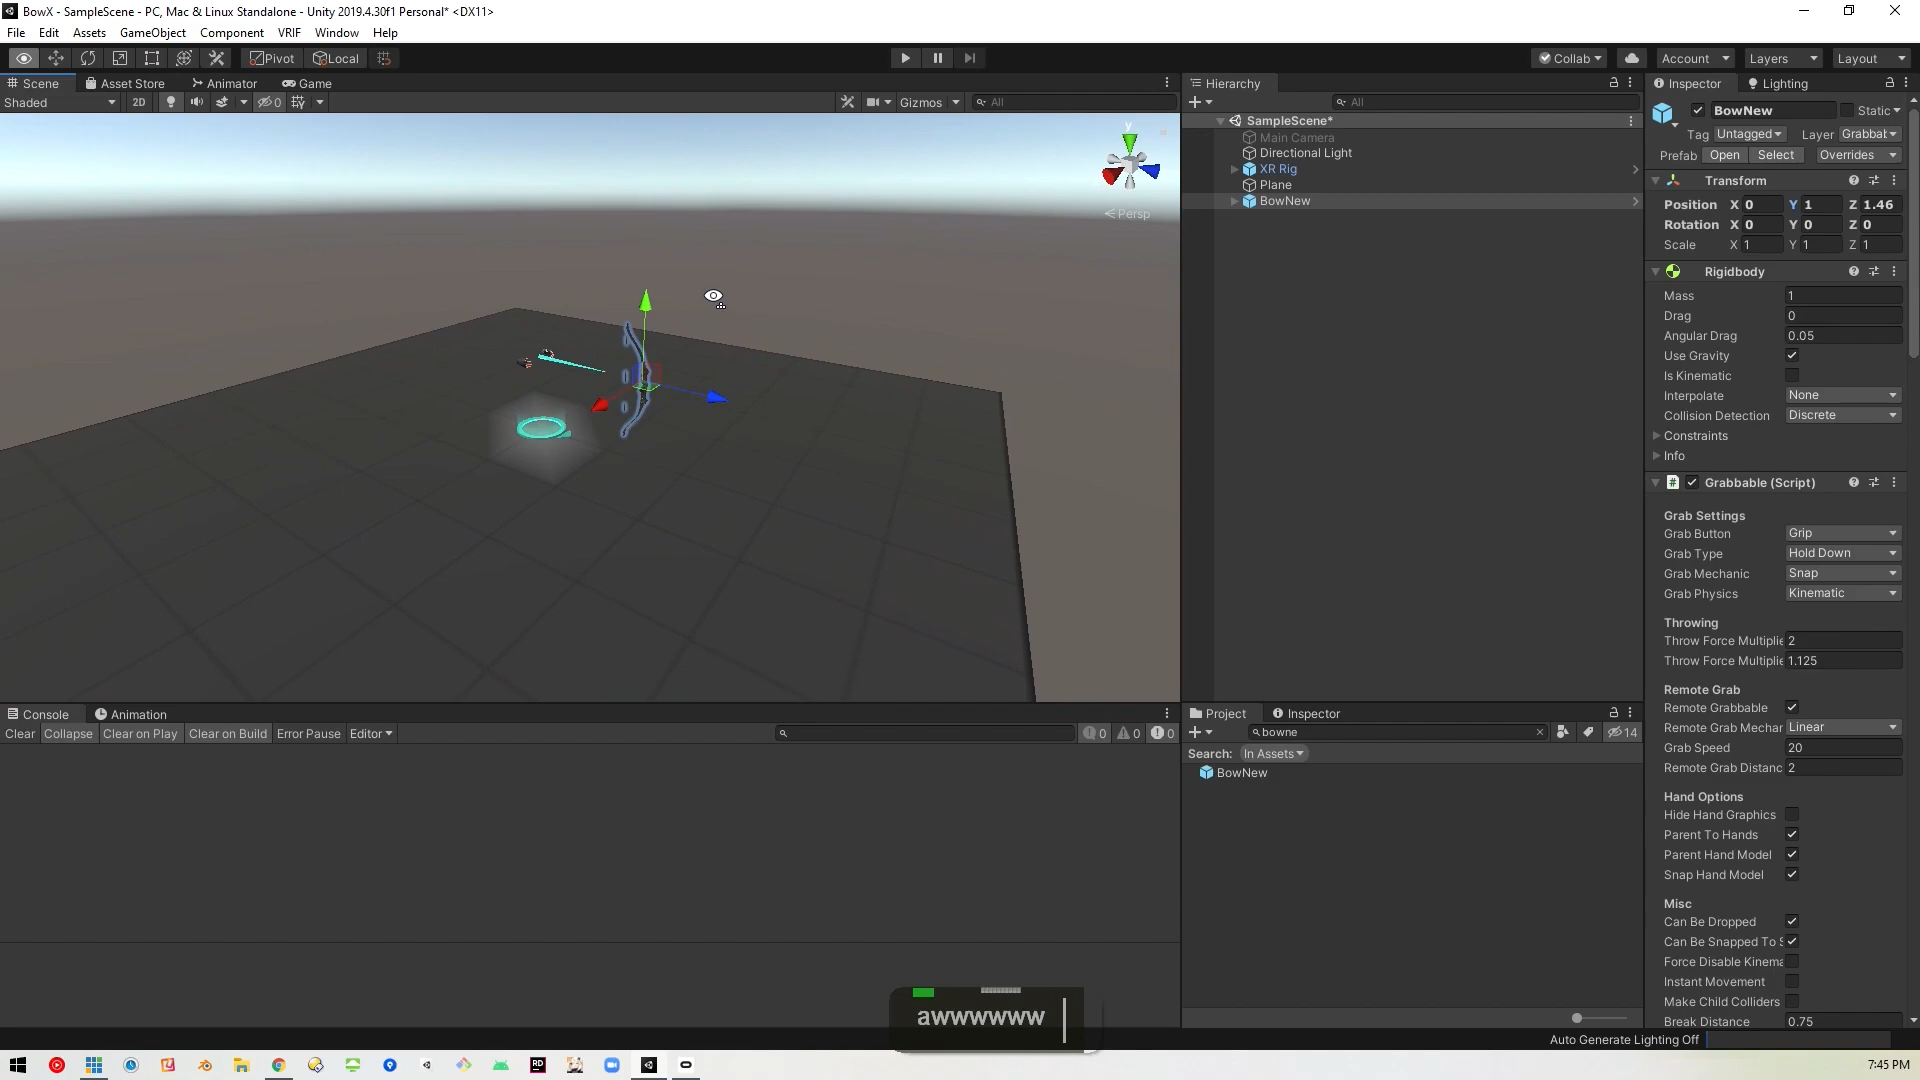 BowX - SampleScene - PC, Mac & Linux Standalone - Unity 2019.4.30f1 Personal* <DX11>
File Edit Assets GameObject Component VRIF Window Help
Pivot Local Collab Account Layers Layout
Scene Asset Store Animator Game
Shaded 2D 0 Gizmos All
y
Persp
Hierarchy
All
SampleScene*
Main Camera
Directional Light
XR Rig
Plane
BowNew
Inspector Lighting
BowNew Static
Tag Untagged Layer Grabbat
Prefab Open Select Overrides
Transform
Position X 0 Y 1 Z 1.46
Rotation X 0 Y 0 Z 0
Scale X 1 Y 1 Z 1
Rigidbody
Mass 1
Drag 0
Angular Drag 0.05
Use Gravity
Is Kinematic
Interpolate None
Collision Detection Discrete
Constraints
Info
Grabbable (Script)
Grab Settings
Grab Button Grip
Grab Type Hold Down
Grab Mechanic Snap
Grab Physics Kinematic
Throwing
Throw Force Multiplie 2
Throw Force Multiplie 1.125
Remote Grab
Remote Grabbable
Remote Grab Mechar Linear
Grab Speed 20
Remote Grab Distanc 2
Hand Options
Hide Hand Graphics
Parent To Hands
Parent Hand Model
Snap Hand Model
Misc
Can Be Dropped
Can Be Snapped To S
Force Disable Kinema
Instant Movement
Make Child Colliders
Break Distance 0.75
Console Animation
Clear Collapse Clear on Play Clear on Build Error Pause Editor 0 0 0
Project Inspector
bowne 14
Search: In Assets
BowNew
awwwwww
Auto Generate Lighting Off
RD
7:45 PM